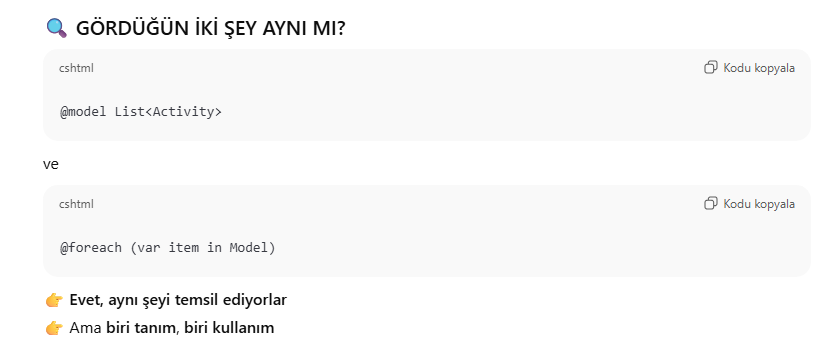 🔍 GÖRDÜĞÜN İKİ ŞEY AYNI MI?
cshtml Kodu kopyala
@model List<Activity>
ve
cshtml Kodu kopyala
@foreach (var item in Model)
👉 Evet, aynı şeyi temsil ediyorlar
👉 Ama biri tanım, biri kullanım